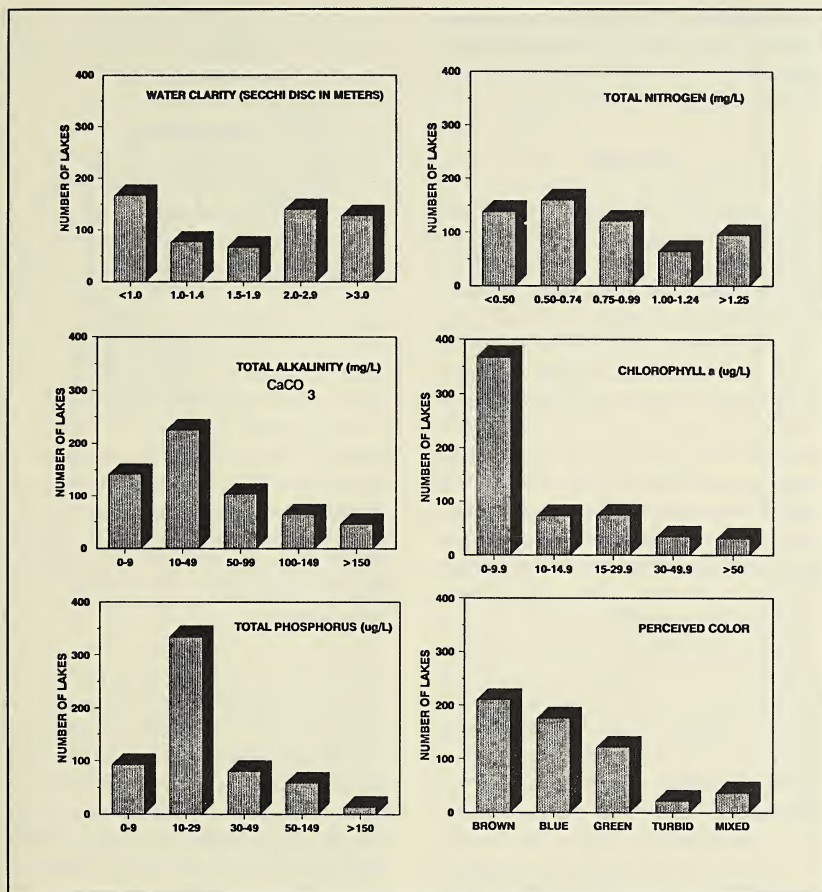 WATER CLARITY (SECCHI DISC IN METERS)
NUMBER OF LAKES
400
300
200
100
0
<1.0 1.0-1.4 1.5-1.9 2.0-2.9 >3.0
TOTAL NITROGEN (mg/L)
NUMBER OF LAKES
400
300
200
100
0
<0.50 0.50-0.74 0.75-0.99 1.00-1.24 >1.25
TOTAL ALKALINITY (mg/L)
CaCO
3
NUMBER OF LAKES
400
300
200
100
0
0-9 10-49 50-99 100-149 >150
CHLOROPHYLL a (ug/L)
NUMBER OF LAKES
400
300
200
100
0
0-9.9 10-14.9 15-29.9 30-49.9 >50
TOTAL PHOSPHORUS (ug/L)
NUMBER OF LAKES
400
300
200
100
0
0-9 10-29 30-49 50-149 >150
PERCEIVED COLOR
NUMBER OF LAKES
400
300
200
100
0
BROWN BLUE GREEN TURBID MIXED